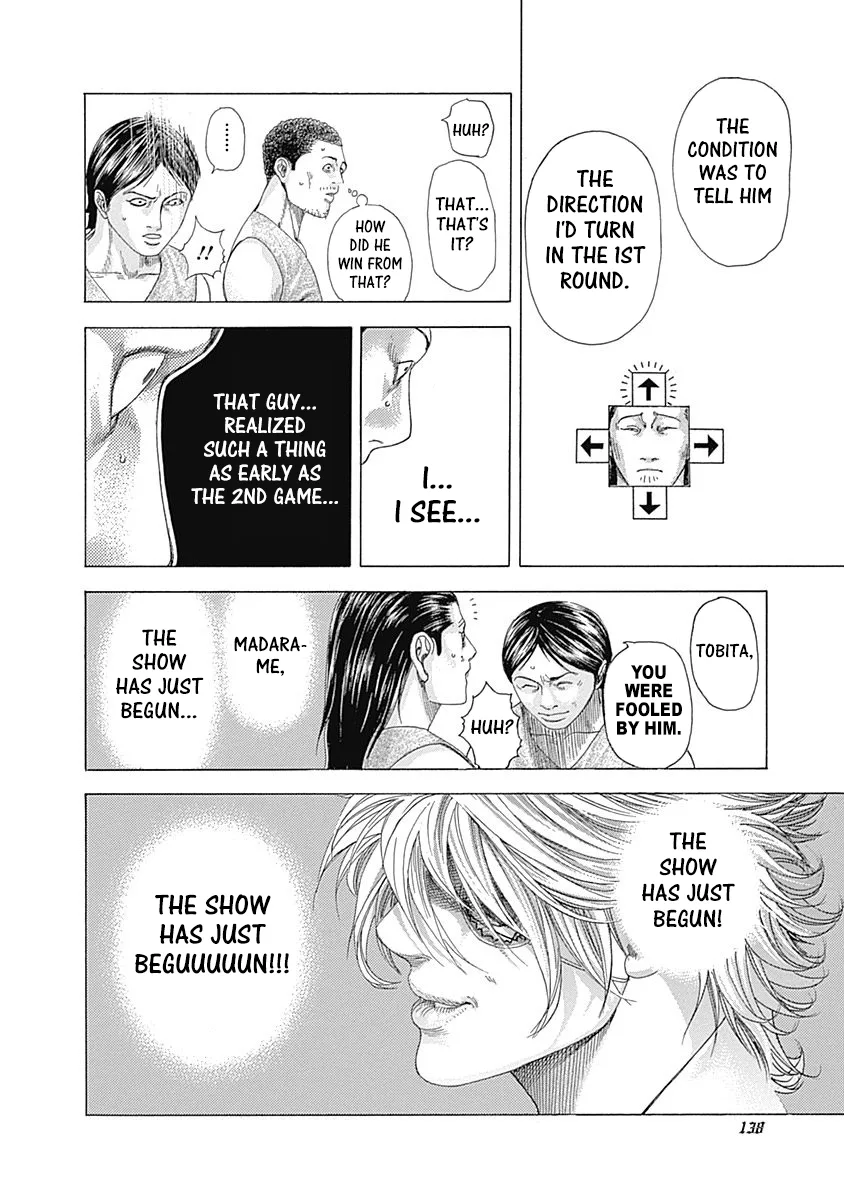 THE
CONDITION
WAS TO
TELL HIM
THE
DIRECTION
I'D TURN
IN THE 1ST
ROUND.
HUH?
THAT...
THAT'S
IT?
HOW
DID HE
WIN FROM
THAT?
!!
......
I...
I SEE...
THAT GUY...
REALIZED
SUCH A THING
AS EARLY AS
THE 2ND GAME...
TOBITA,
YOU
WERE
FOOLED
BY HIM.
HUH?
MADARA-
ME,
THE
SHOW
HAS JUST
BEGUN...
THE
SHOW
HAS JUST
BEGUN!
THE SHOW
HAS JUST
BEGUUUUUN!!!
138